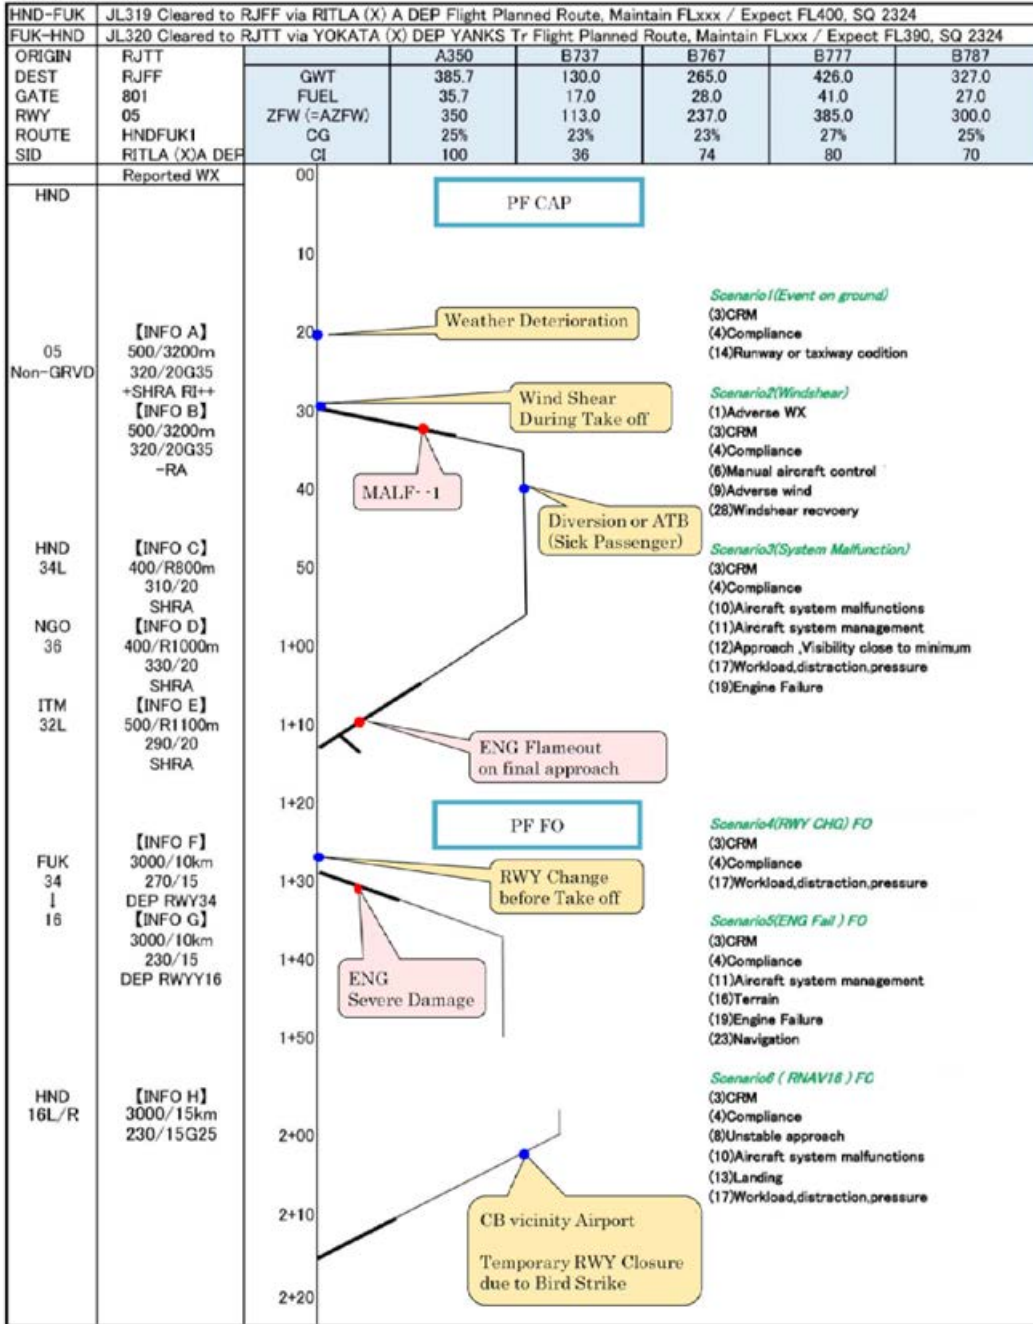 HND-FUK JL319 Cleared to RJFF via RITLA (X) A DEP Flight Planned Route, Maintain FLxxx / Expect FL400, SQ 2324
FUK-HND JL320 Cleared to RJTT via YOKATA (X) DEP YANKS Tr Flight Planned Route, Maintain FLxxx / Expect FL390, SQ 2324
ORIGIN RJTT A350 B737 B767 B777 B787
DEST RJFF GWT 385.7 130.0 265.0 426.0 327.0
GATE 801 FUEL 35.7 17.0 28.0 41.0 27.0
RWY 05 ZFW (=AZFW) 350 113.0 237.0 385.0 300.0
ROUTE HNDFUK1 CG 25% 23% 23% 27% 25%
SID RITLA (X)A DEP CI 100 36 74 80 70
Reported WX
00
HND
PF CAP
10
Scenario1(Event on ground)
(3)CRM
(4)Compliance
(14)Runway or taxiway codition
Weather Deterioration
20
05
Non-GRVD
【INFO A】
500/3200m
320/20G35
+SHRA RI++
【INFO B】
500/3200m
320/20G35
-RA
30
Wind Shear
During Take off
Scenario2(Windshear)
(1)Adverse WX
(3)CRM
(4)Compliance
(6)Manual aircraft control
(9)Adverse wind
(28)Windshear recvoery
MALF--1
40
Diversion or ATB
(Sick Passenger)
HND
34L
【INFO C】
400/R800m
310/20
SHRA
50
Scenario3(System Malfunction)
(3)CRM
(4)Compliance
(10)Aircraft system malfunctions
(11)Aircraft system management
(12)Approach ,Visibility close to minimum
(17)Workload,distraction,pressure
(19)Engine Failure
NGO
36
【INFO D】
400/R1000m
330/20
SHRA
1+00
ITM
32L
【INFO E】
500/R1100m
290/20
SHRA
1+10
ENG Flameout
on final approach
1+20
PF FO
Scenario4(RWY CHG) FO
(3)CRM
(4)Compliance
(17)Workload,distraction,pressure
FUK
34
↓
16
【INFO F】
3000/10km
270/15
DEP RWY34
【INFO G】
3000/10km
230/15
DEP RWYY16
1+30
RWY Change
before Take off
Scenario5(ENG Fail ) FO
(3)CRM
(4)Compliance
(11)Aircraft system management
(16)Terrain
(19)Engine Failure
(23)Navigation
1+40
ENG
Severe Damage
1+50
HND
16L/R
【INFO H】
3000/15km
230/15G25
Scenario6 ( RNAV16 ) FO
(3)CRM
(4)Compliance
(8)Unstable approach
(10)Aircraft system malfunctions
(13)Landing
(17)Workload,distraction,pressure
2+00
2+10
CB vicinity Airport
Temporary RWY Closure
due to Bird Strike
2+20